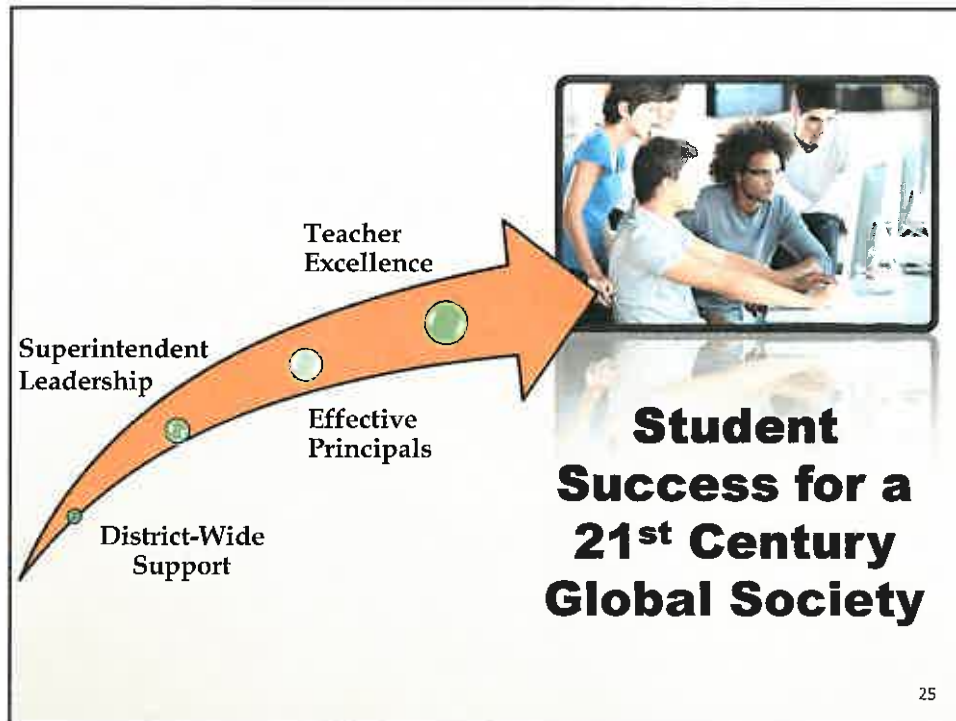 Teacher
Excellence
Superintendent
Leadership
Effective
Principals
District-Wide
Support
Student
Success for a
21st Century
Global Society
25